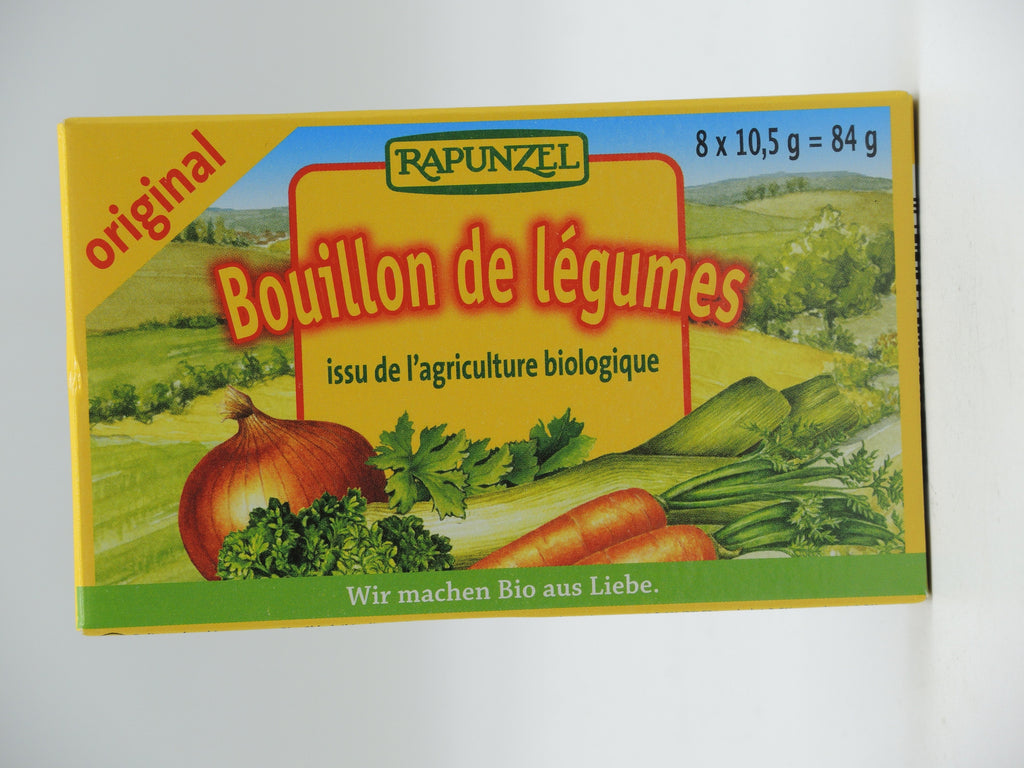 original
RAPUNZEL
8 x 10,5 g = 84 g
Bouillon de légumes
issu de l'agriculture biologique
Wir machen Bio aus Liebe.